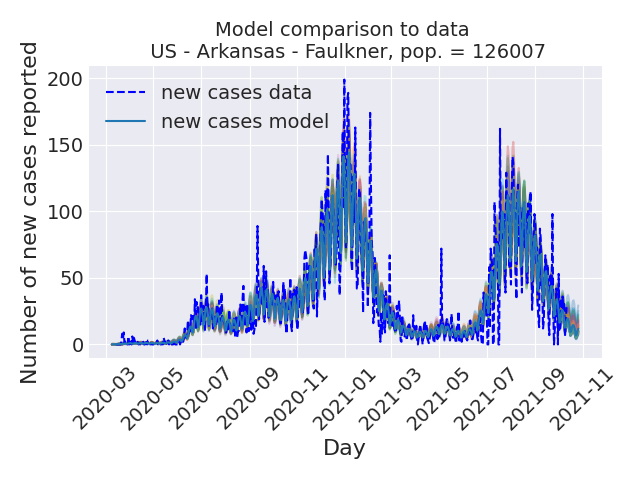 Model comparison to data
US - Arkansas - Faulkner, pop. = 126007
Number of new cases reported
200
150
100
50
0
new cases data
new cases model
2020-03
2020-05
2020-07
2020-09
2020-11
2021-01
2021-03
2021-05
2021-07
2021-09
2021-11
Day